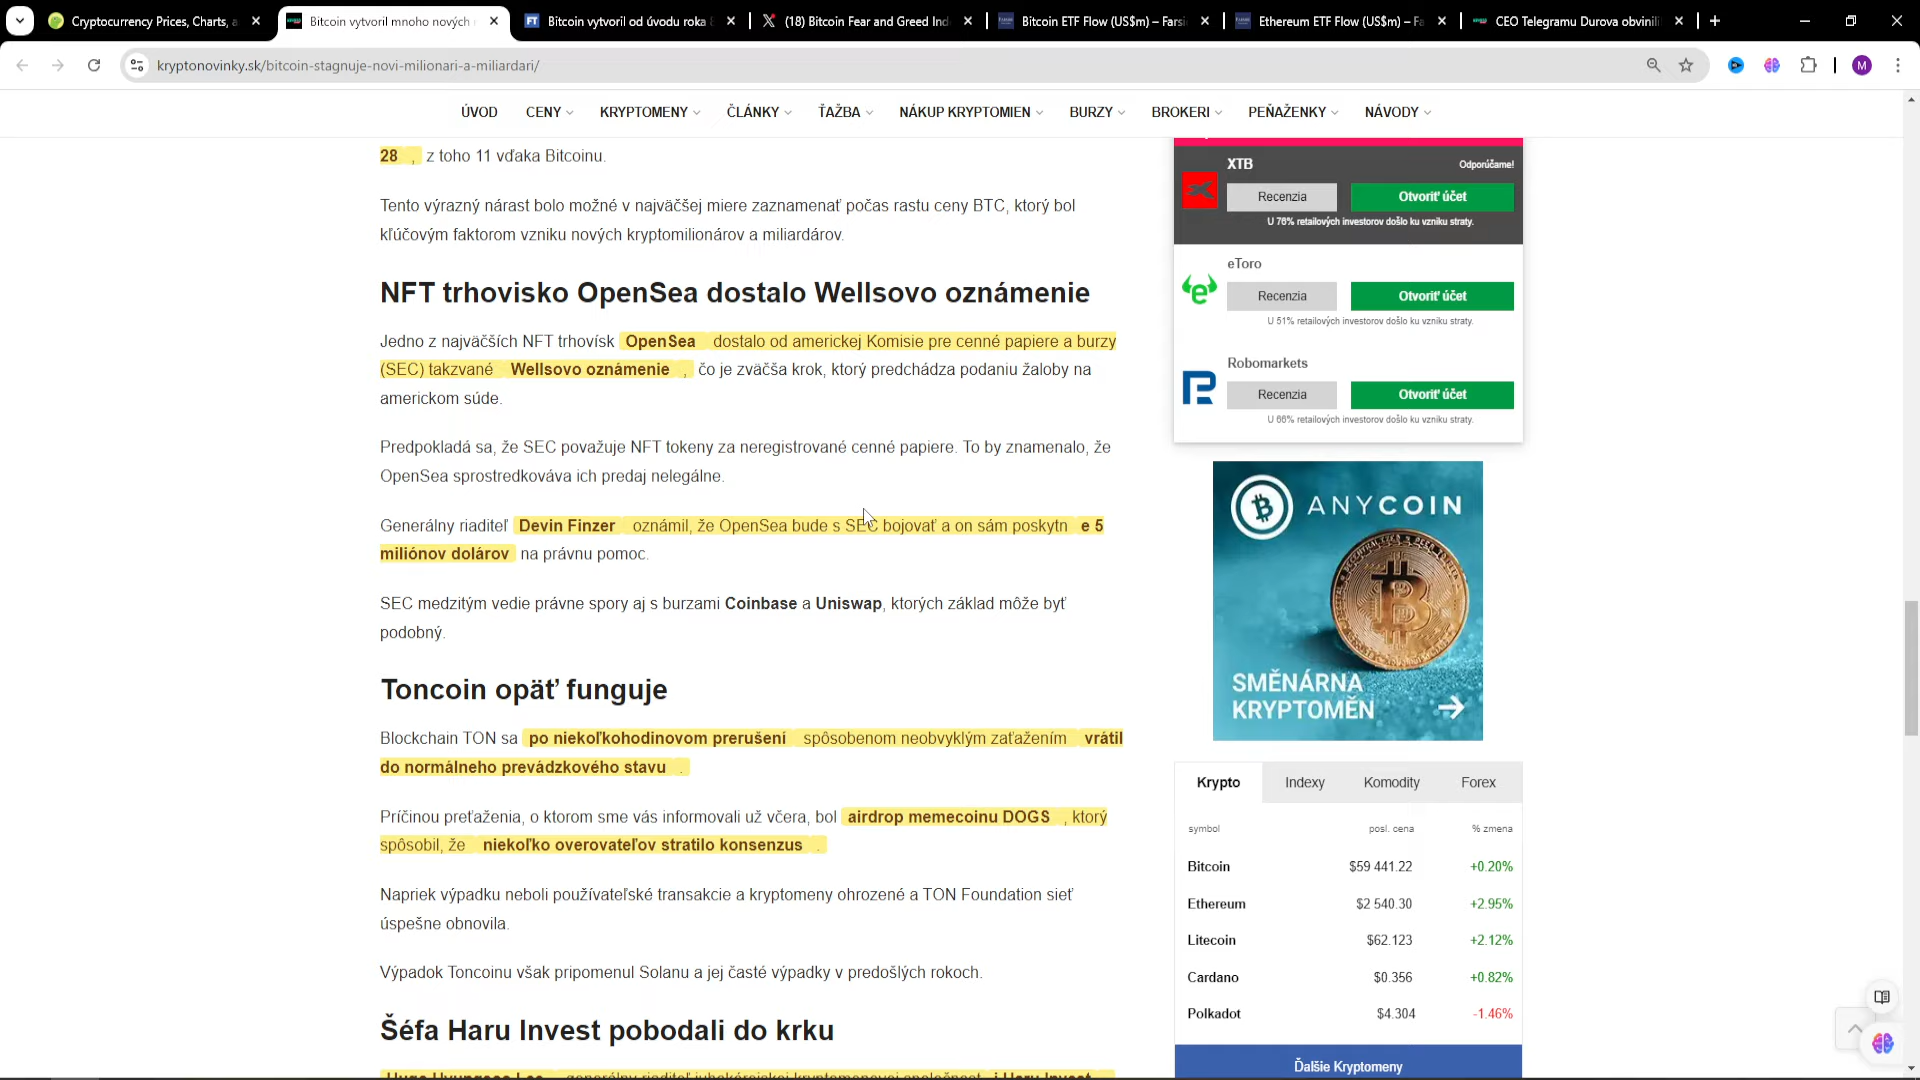 Cryptocurrency Prices, Charts, a
Bitcoin vytvoril mnoho nových
Bitcoin vytvoril od úvodu roka 8
(18) Bitcoin Fear and Greed Ind
Bitcoin ETF Flow (US$m) – Farsi
Ethereum ETF Flow (US$m) – Fa
CEO Telegramu Durova obvinili
kryptonovinky.sk/bitcoin-stagnuje-novi-milionari-a-miliardari/
M
ÚVOD CENY KRYPTOMENY ČLÁNKY ŤAŽBA NÁKUP KRYPTOMIEN BURZY BROKERI PEŇAŽENKY NÁVODY
28 , z toho 11 vďaka Bitcoinu.
Tento výrazný nárast bolo možné v najväčšej miere zaznamenať počas rastu ceny BTC, ktorý bol
kľúčovým faktorom vzniku nových kryptomilionárov a miliardárov.
NFT trhovisko OpenSea dostalo Wellsovo oznámenie
Jedno z najväčších NFT trhovísk OpenSea dostalo od americkej Komisie pre cenné papiere a burzy
(SEC) takzvané Wellsovo oznámenie , čo je zväčša krok, ktorý predchádza podaniu žaloby na
americkom súde.
Predpokladá sa, že SEC považuje NFT tokeny za neregistrované cenné papiere. To by znamenalo, že
OpenSea sprostredkováva ich predaj nelegálne.
Generálny riaditeľ Devin Finzer oznámil, že OpenSea bude s SEC bojovať a on sám poskytn e 5
miliónov dolárov na právnu pomoc.
SEC medzitým vedie právne spory aj s burzami Coinbase a Uniswap, ktorých základ môže byť
podobný.
Toncoin opäť funguje
Blockchain TON sa po niekoľkohodinovom prerušení spôsobenom neobvyklým zaťažením vrátil
do normálneho prevádzkového stavu .
Príčinou preťaženia, o ktorom sme vás informovali už včera, bol airdrop memecoinu DOGS , ktorý
spôsobil, že niekoľko overovateľov stratilo konsenzus .
Napriek výpadku neboli používateľské transakcie a kryptomeny ohrozené a TON Foundation sieť
úspešne obnovila.
Výpadok Toncoinu však pripomenul Solanu a jej časté výpadky v predošlých rokoch.
Šéfa Haru Invest pobodali do krku
XTB Odporúčame!
Recenzia Otvoriť účet
U 76% retailových investorov došlo ku vzniku straty.
eToro
Recenzia Otvoriť účet
U 51% retailových investorov došlo ku vzniku straty.
Robomarkets
Recenzia Otvoriť účet
U 66% retailových investorov došlo ku vzniku straty.
ANYCOIN
SMĚNÁRNA
KRYPTOMĚN
Krypto Indexy Komodity Forex
symbol posl. cena % zmena
Bitcoin $59 441.22 +0.20%
Ethereum $2 540.30 +2.95%
Litecoin $62.123 +2.12%
Cardano $0.356 +0.82%
Polkadot $4.304 -1.46%
Ďalšie Kryptomeny